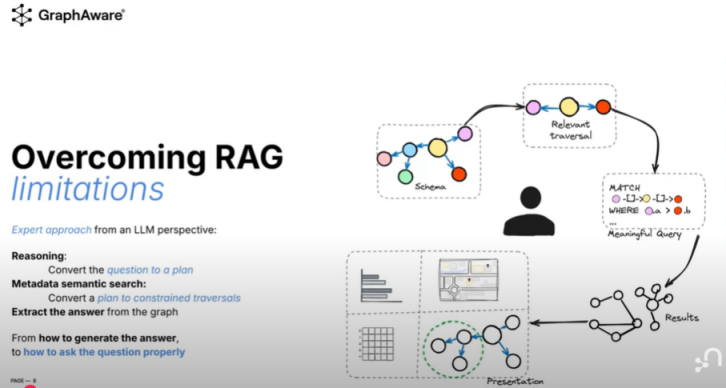 GraphAware®
Overcoming RAG
limitations
Expert approach from an LLM perspective:
Reasoning:
Convert the question to a plan
Metadata semantic search:
Convert a plan to constrained traversals
Extract the answer from the graph
From how to generate the answer,
to how to ask the question properly
PAGE — 8
Schema
Relevant
traversal
MATCH
-[]->-[]->
WHERE .a > .b
...
Meaningful Query
Results
Presentation